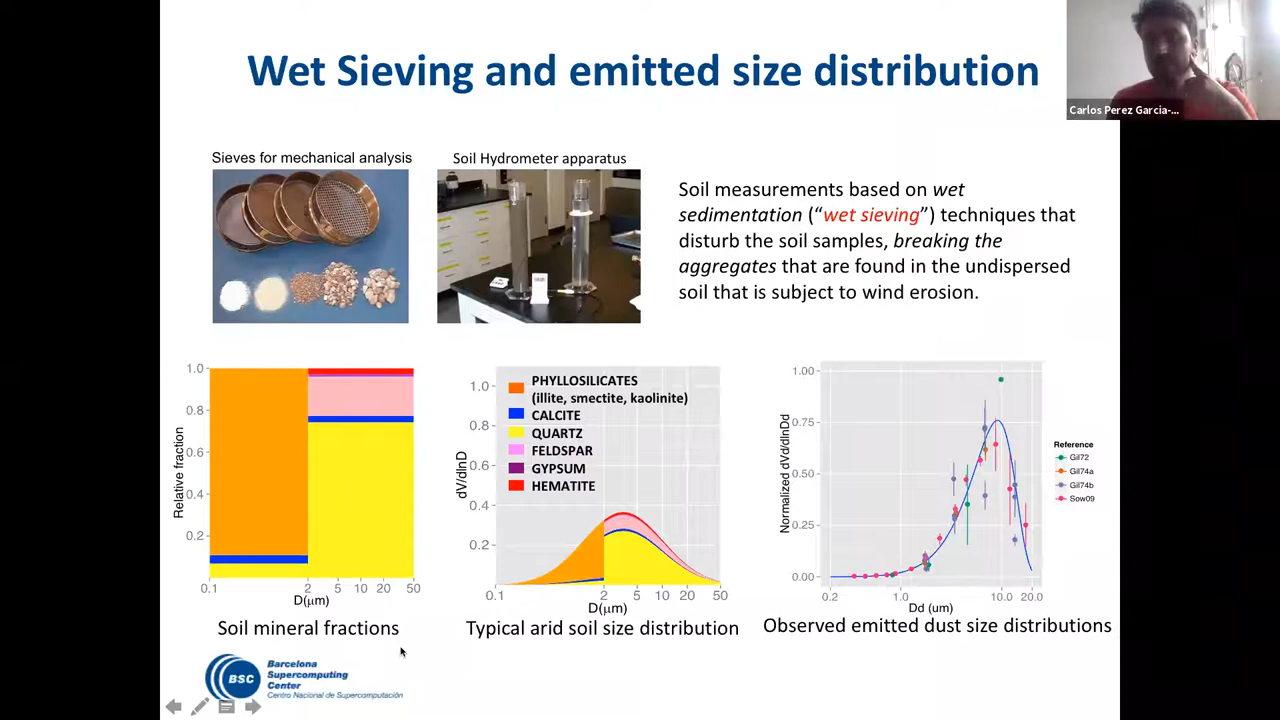 Wet Sieving and emitted size distribution
Carlos Perez Garcia-...
Sieves for mechanical analysis
Soil Hydrometer apparatus
Soil measurements based on wet
sedimentation (“wet sieving”) techniques that
disturb the soil samples, breaking the
aggregates that are found in the undispersed
soil that is subject to wind erosion.
Relative fraction
1.0
0.8
0.6
0.4
0.2
0.1 2 5 10 20 50
D(μm)
Soil mineral fractions
dV/dlnD
1.0
0.8
0.6
0.4
0.2
PHYLLOSILICATES
(illite, smectite, kaolinite)
CALCITE
QUARTZ
FELDSPAR
GYPSUM
HEMATITE
0.1 2 5 10 20 50
D(μm)
Typical arid soil size distribution
Normalized dVd/dlnDd
1.00
0.75
0.50
0.25
0.00
0.2 1.0 10.0 20.0
Dd (um)
Reference
Gil72
Gil74a
Gil74b
Sow09
Observed emitted dust size distributions
BSC
Barcelona
Supercomputing
Center
Centro Nacional de Supercomputación